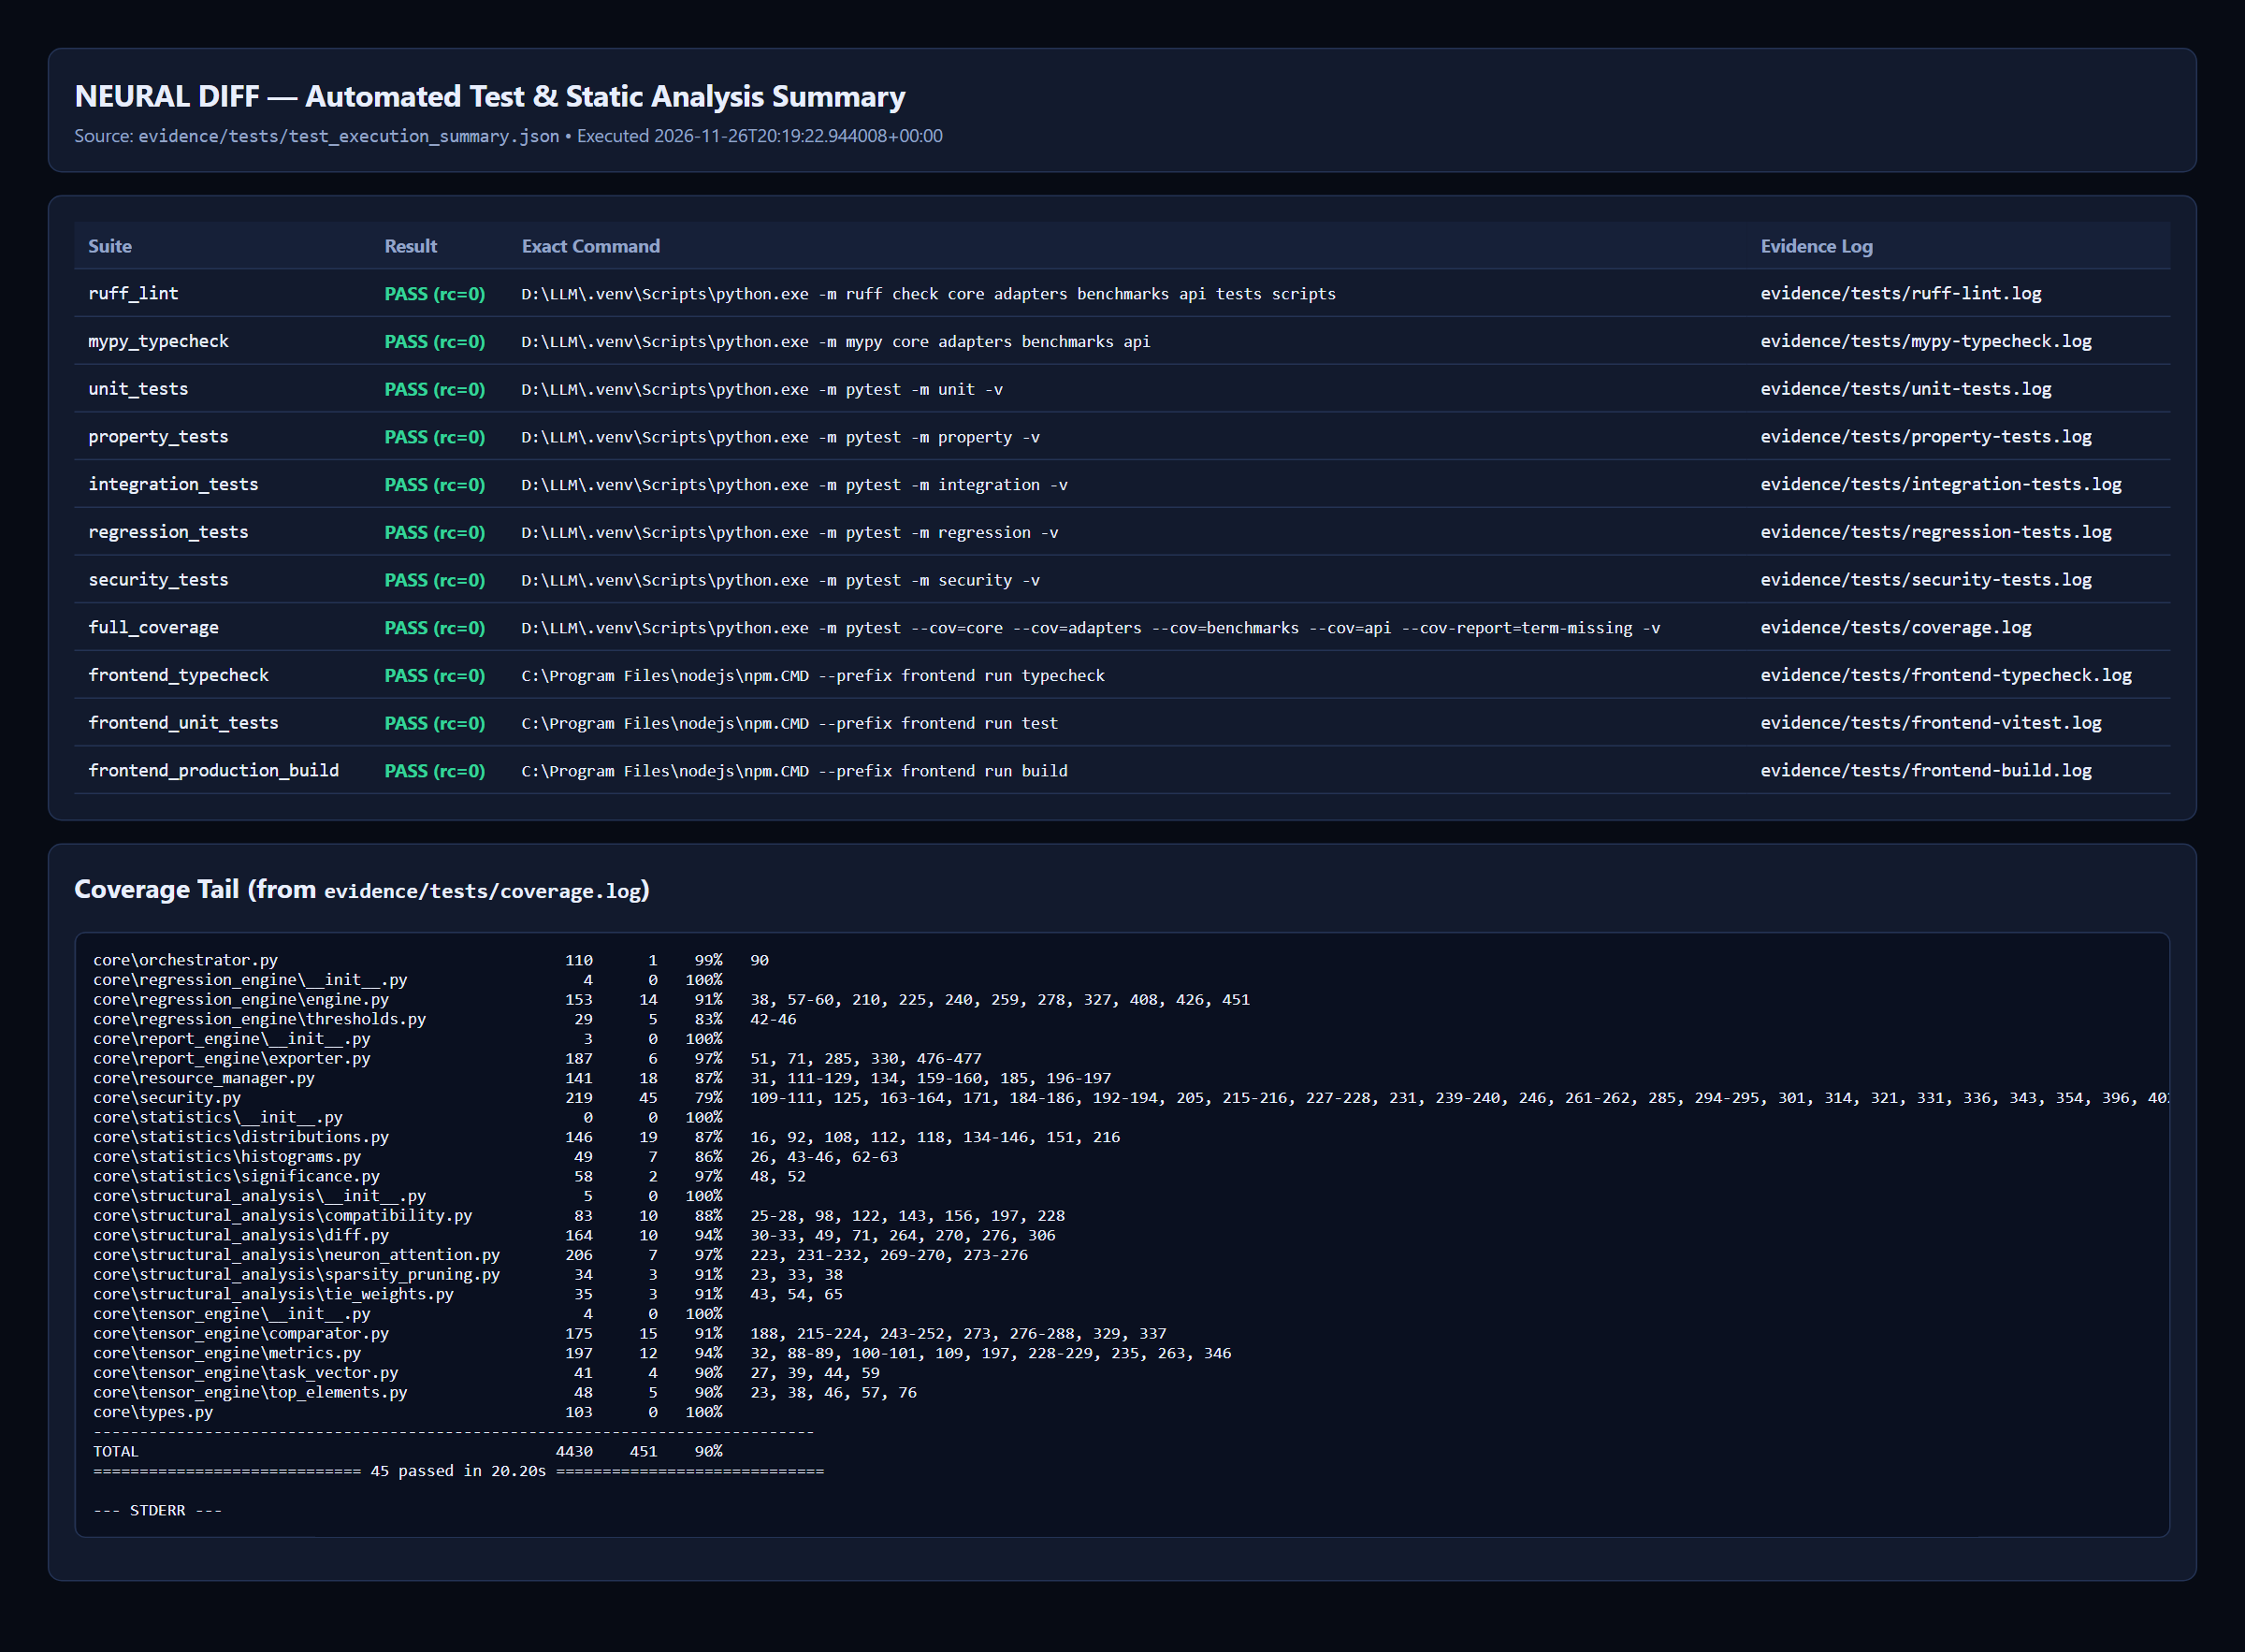 NEURAL DIFF — Automated Test & Static Analysis Summary
Source: evidence/tests/test_execution_summary.json • Executed 2026-11-26T20:19:22.944008+00:00
Suite Result Exact Command Evidence Log
ruff_lint PASS (rc=0) D:\LLM\.venv\Scripts\python.exe -m ruff check core adapters benchmarks api tests scripts evidence/tests/ruff-lint.log
mypy_typecheck PASS (rc=0) D:\LLM\.venv\Scripts\python.exe -m mypy core adapters benchmarks api evidence/tests/mypy-typecheck.log
unit_tests PASS (rc=0) D:\LLM\.venv\Scripts\python.exe -m pytest -m unit -v evidence/tests/unit-tests.log
property_tests PASS (rc=0) D:\LLM\.venv\Scripts\python.exe -m pytest -m property -v evidence/tests/property-tests.log
integration_tests PASS (rc=0) D:\LLM\.venv\Scripts\python.exe -m pytest -m integration -v evidence/tests/integration-tests.log
regression_tests PASS (rc=0) D:\LLM\.venv\Scripts\python.exe -m pytest -m regression -v evidence/tests/regression-tests.log
security_tests PASS (rc=0) D:\LLM\.venv\Scripts\python.exe -m pytest -m security -v evidence/tests/security-tests.log
full_coverage PASS (rc=0) D:\LLM\.venv\Scripts\python.exe -m pytest --cov=core --cov=adapters --cov=benchmarks --cov=api --cov-report=term-missing -v evidence/tests/coverage.log
frontend_typecheck PASS (rc=0) C:\Program Files\nodejs\npm.CMD --prefix frontend run typecheck evidence/tests/frontend-typecheck.log
frontend_unit_tests PASS (rc=0) C:\Program Files\nodejs\npm.CMD --prefix frontend run test evidence/tests/frontend-vitest.log
frontend_production_build PASS (rc=0) C:\Program Files\nodejs\npm.CMD --prefix frontend run build evidence/tests/frontend-build.log
Coverage Tail (from evidence/tests/coverage.log)
core\orchestrator.py 110 1 99% 90
core\regression_engine\__init__.py 4 0 100%
core\regression_engine\engine.py 153 14 91% 38, 57-60, 210, 225, 240, 259, 278, 327, 408, 426, 451
core\regression_engine\thresholds.py 29 5 83% 42-46
core\report_engine\__init__.py 3 0 100%
core\report_engine\exporter.py 187 6 97% 51, 71, 285, 330, 476-477
core\resource_manager.py 141 18 87% 31, 111-129, 134, 159-160, 185, 196-197
core\security.py 219 45 79% 109-111, 125, 163-164, 171, 184-186, 192-194, 205, 215-216, 227-228, 231, 239-240, 246, 261-262, 285, 294-295, 301, 314, 321, 331, 336, 343, 354, 396,
core\statistics\__init__.py 0 0 100%
core\statistics\distributions.py 146 19 87% 16, 92, 108, 112, 118, 134-146, 151, 216
core\statistics\histograms.py 49 7 86% 26, 43-46, 62-63
core\statistics\significance.py 58 2 97% 48, 52
core\structural_analysis\__init__.py 5 0 100%
core\structural_analysis\compatibility.py 83 10 88% 25-28, 98, 122, 143, 156, 197, 228
core\structural_analysis\diff.py 164 10 94% 30-33, 49, 71, 264, 270, 276, 306
core\structural_analysis\neuron_attention.py 206 7 97% 223, 231-232, 269-270, 273-276
core\structural_analysis\sparsity_pruning.py 34 3 91% 23, 33, 38
core\structural_analysis\tie_weights.py 35 3 91% 43, 54, 65
core\tensor_engine\__init__.py 4 0 100%
core\tensor_engine\comparator.py 175 15 91% 188, 215-224, 243-252, 273, 276-288, 329, 337
core\tensor_engine\metrics.py 197 12 94% 32, 88-89, 100-101, 109, 197, 228-229, 235, 263, 346
core\tensor_engine\task_vector.py 41 4 90% 27, 39, 44, 59
core\tensor_engine\top_elements.py 48 5 90% 23, 38, 46, 57, 76
core\types.py 103 0 100%
------------------------------------------------------------------------------
TOTAL 4430 451 90%
============================= 45 passed in 20.20s =============================
--- STDERR ---